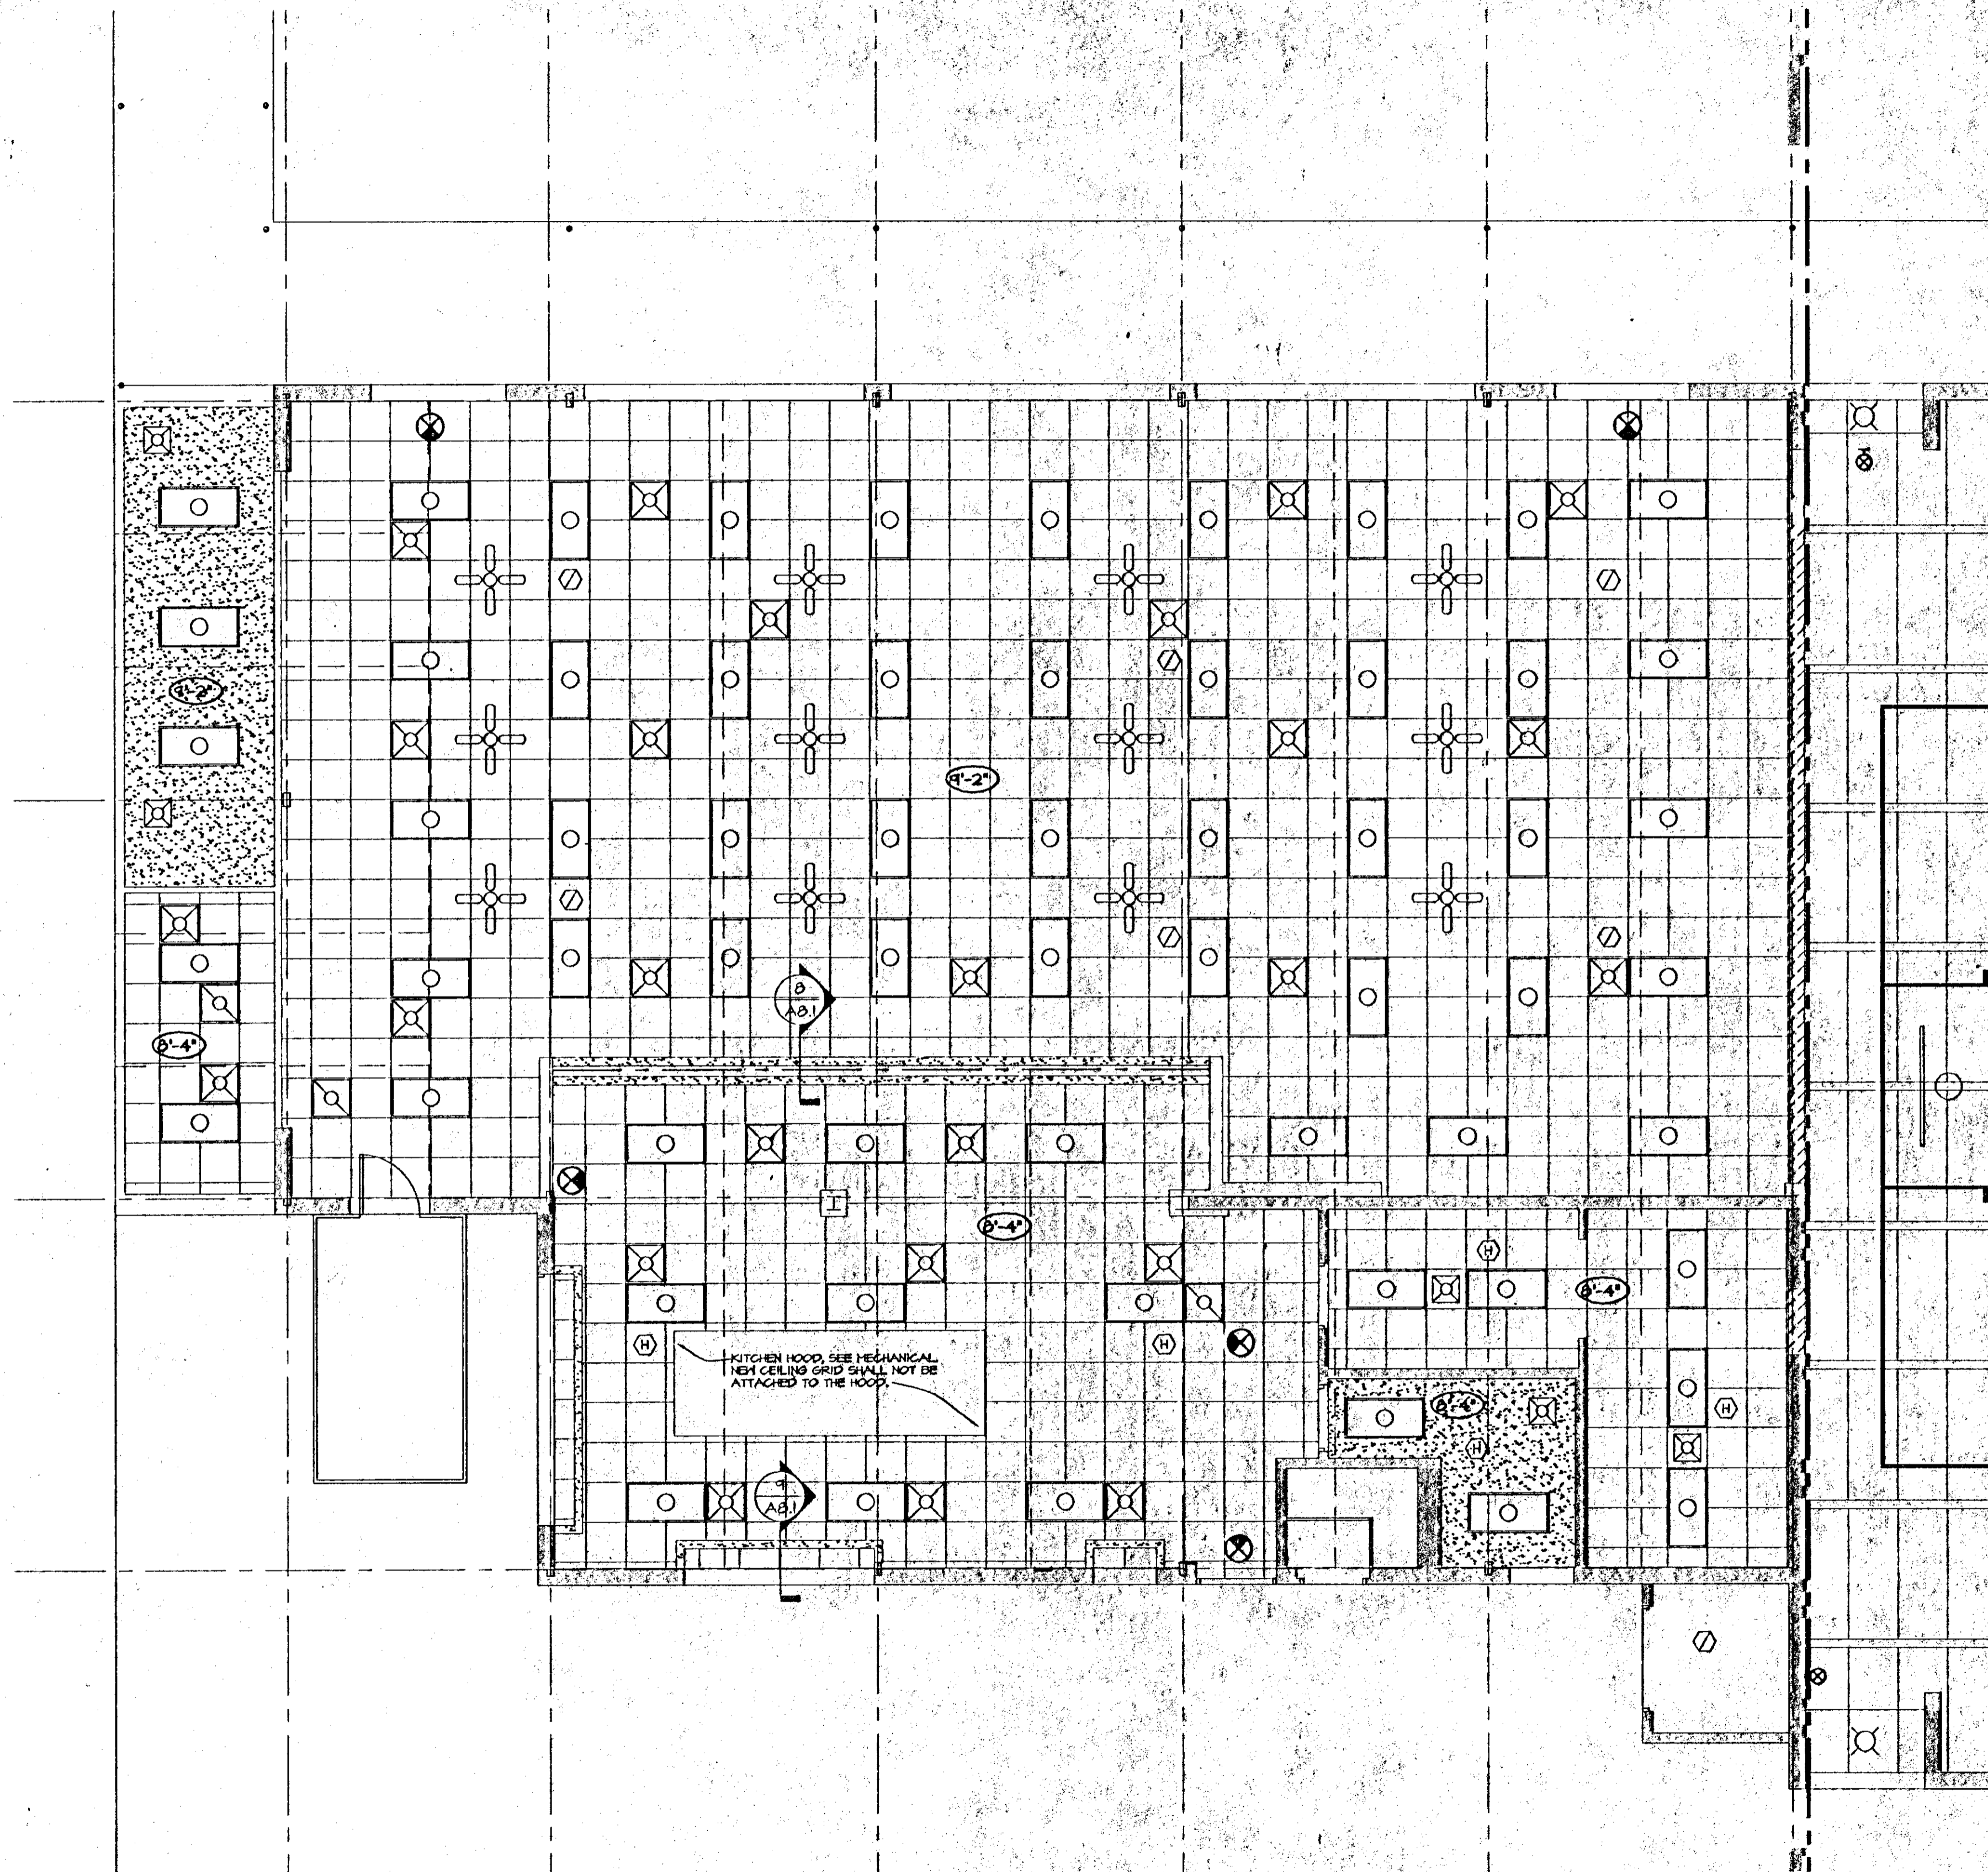 9'-2"
9'-2"
8
A8.1
8'-4"
8'-4"
H
8'-4"
H
H
KITCHEN HOOD, SEE MECHANICAL
NEW CEILING GRID SHALL NOT BE
ATTACHED TO THE HOOD.
8'-4"
H
H
9
A8.1